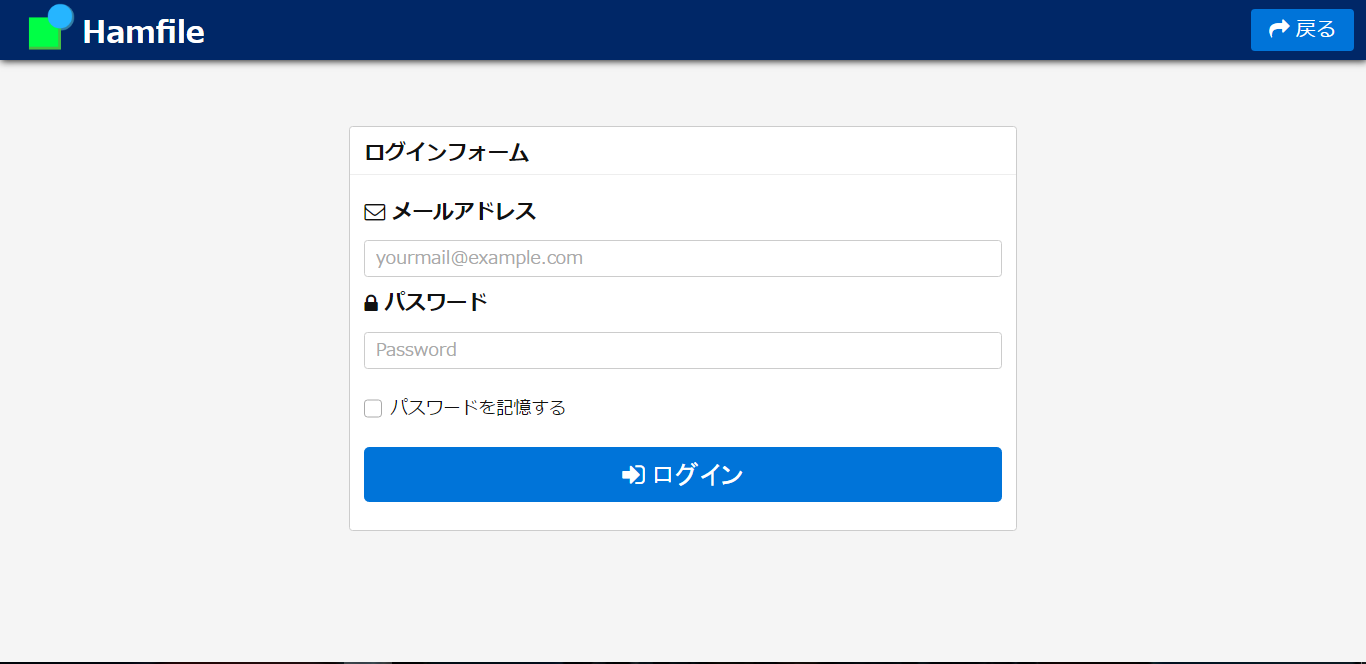 Hamfile
戻る
ログインフォーム
メールアドレス
yourmail@example.com
パスワード
Password
パスワードを記憶する
ログイン